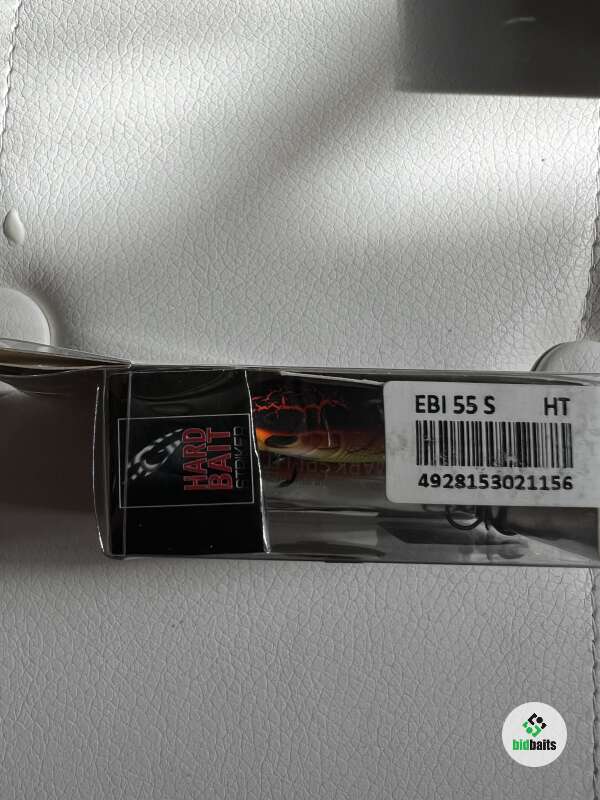 HARD
BAIT
STRIKER
EBI 55 S HT
4928153021156
bidbaits